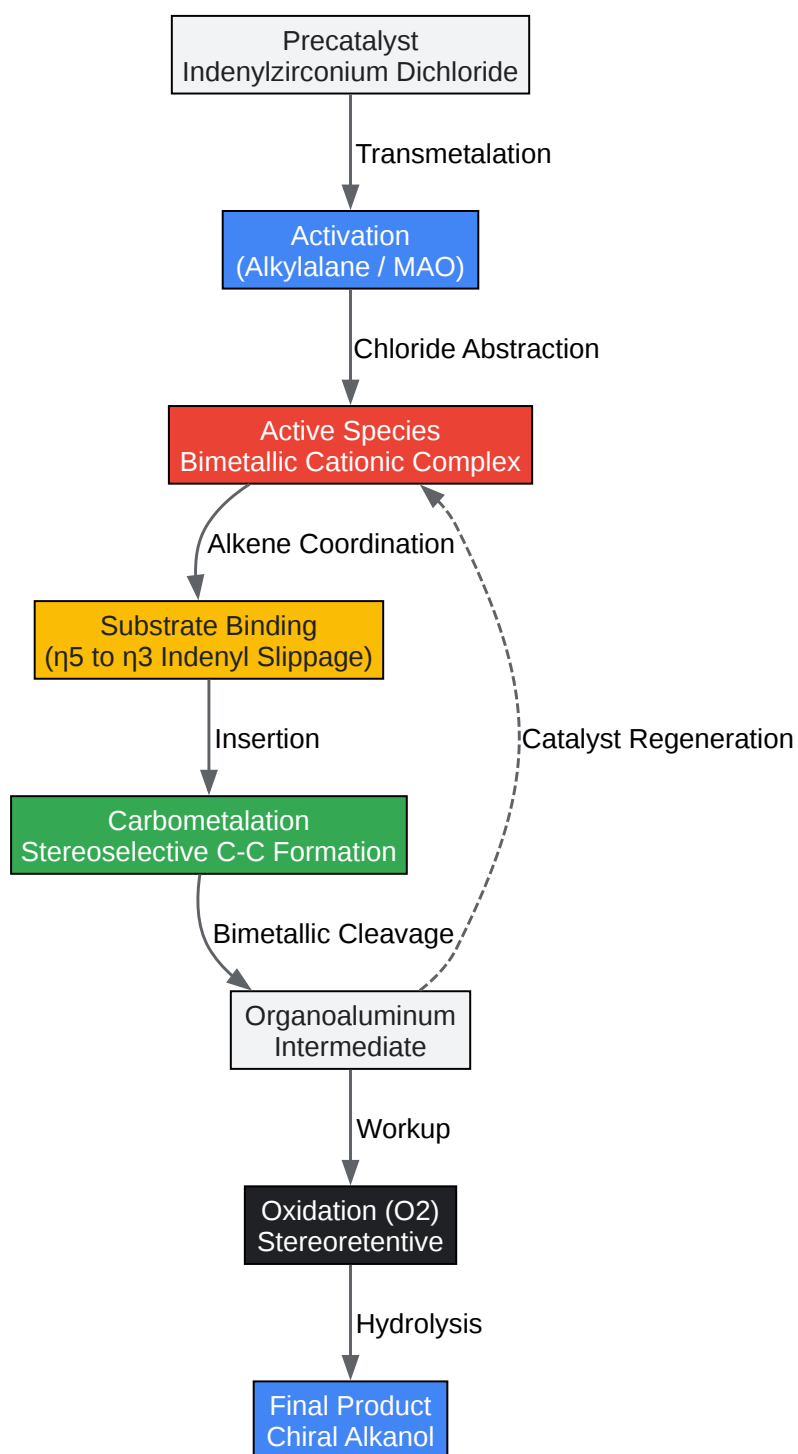 Precatalyst
Indenylzirconium Dichloride
Transmetalation
Activation
(Alkylalane / MAO)
Chloride Abstraction
Active Species
Bimetallic Cationic Complex
Alkene Coordination
Substrate Binding
(η5 to η3 Indenyl Slippage)
Insertion
Catalyst Regeneration
Carbometalation
Stereoselective C-C Formation
Bimetallic Cleavage
Organoaluminum
Intermediate
Workup
Oxidation (O2)
Stereoretentive
Hydrolysis
Final Product
Chiral Alkanol